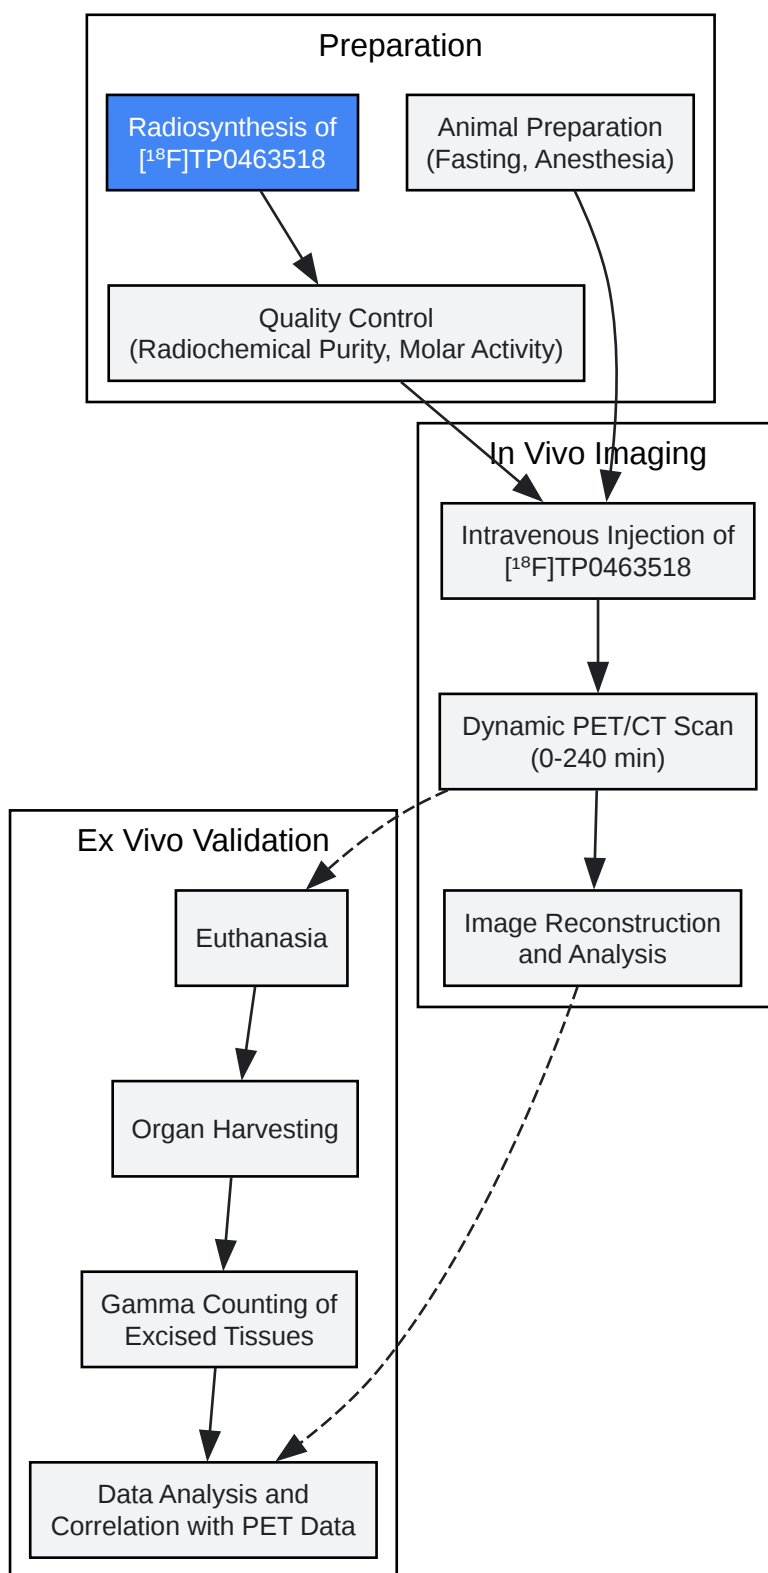 Preparation
Radiosynthesis of
[¹⁸F]TP0463518
Animal Preparation
(Fasting, Anesthesia)
Quality Control
(Radiochemical Purity, Molar Activity)
In Vivo Imaging
Intravenous Injection of
[¹⁸F]TP0463518
Dynamic PET/CT Scan
(0-240 min)
Image Reconstruction
and Analysis
Ex Vivo Validation
Euthanasia
Organ Harvesting
Gamma Counting of
Excised Tissues
Data Analysis and
Correlation with PET Data